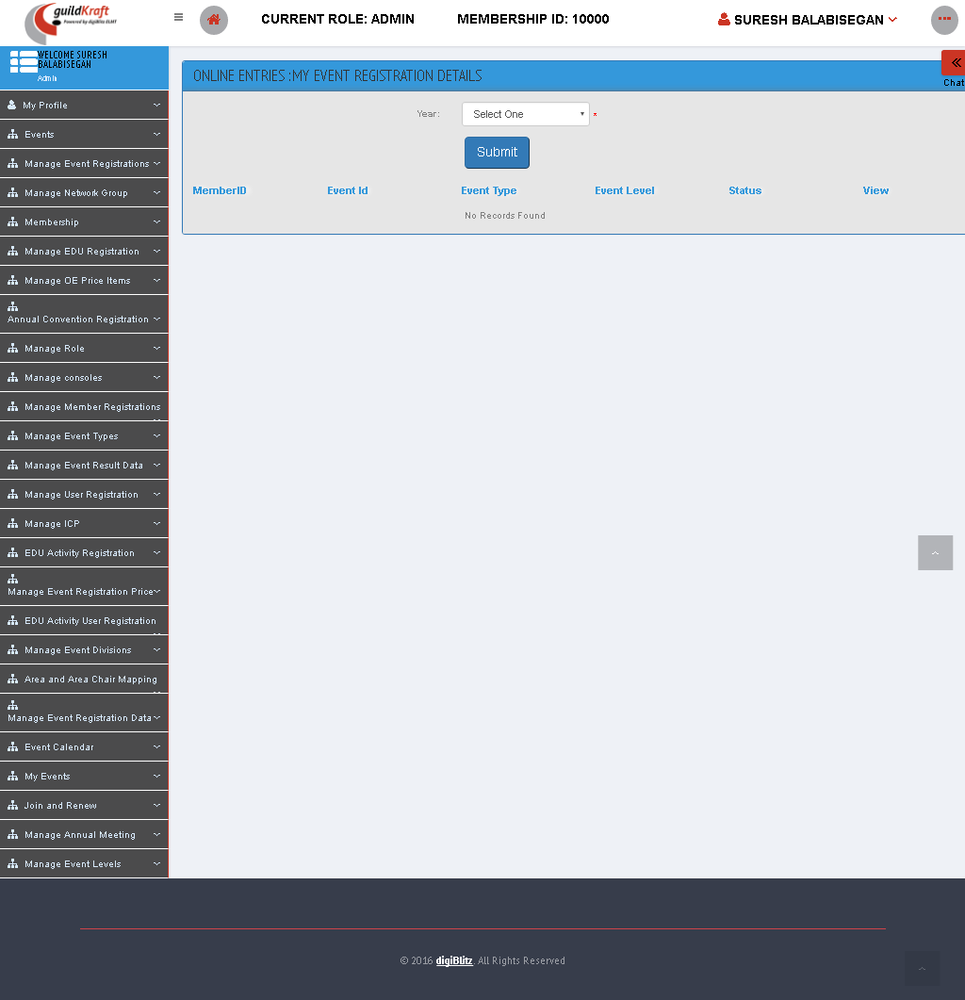 guildKraft
Powered by digiBlitz ELMT
CURRENT ROLE: ADMIN
MEMBERSHIP ID: 10000
SURESH BALABISEGAN
WELCOME SURESH
BALABISEGAN
Admin
Chat
ONLINE ENTRIES :MY EVENT REGISTRATION DETAILS
Year:
Select One
*
Submit
MemberID Event Id Event Type Event Level Status View
No Records Found
My Profile
Events
Manage Event Registrations
Manage Network Group
Membership
Manage EDU Registration
Manage OE Price Items
Annual Convention Registration
Manage Role
Manage consoles
Manage Member Registrations
Manage Event Types
Manage Event Result Data
Manage User Registration
Manage ICP
EDU Activity Registration
Manage Event Registration Price
EDU Activity User Registration
Manage Event Divisions
Area and Area Chair Mapping
Manage Event Registration Data
Event Calendar
My Events
Join and Renew
Manage Annual Meeting
Manage Event Levels
© 2016 digiBlitz. All Rights Reserved